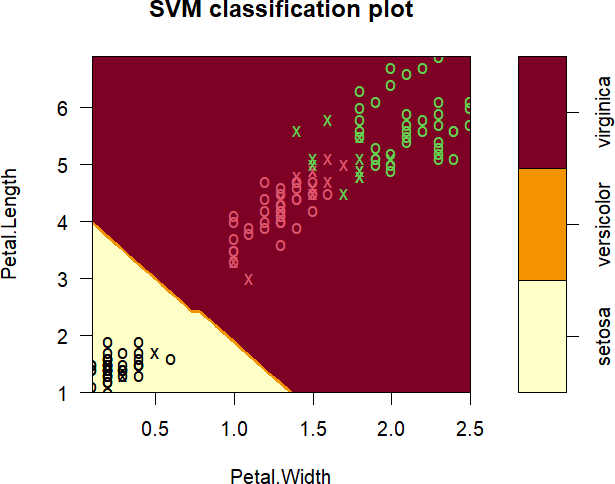 SVM classification plot
Petal.Length
6
5
4
3
2
1
0.5 1.0 1.5 2.0 2.5
Petal.Width
virginica
versicolor
setosa